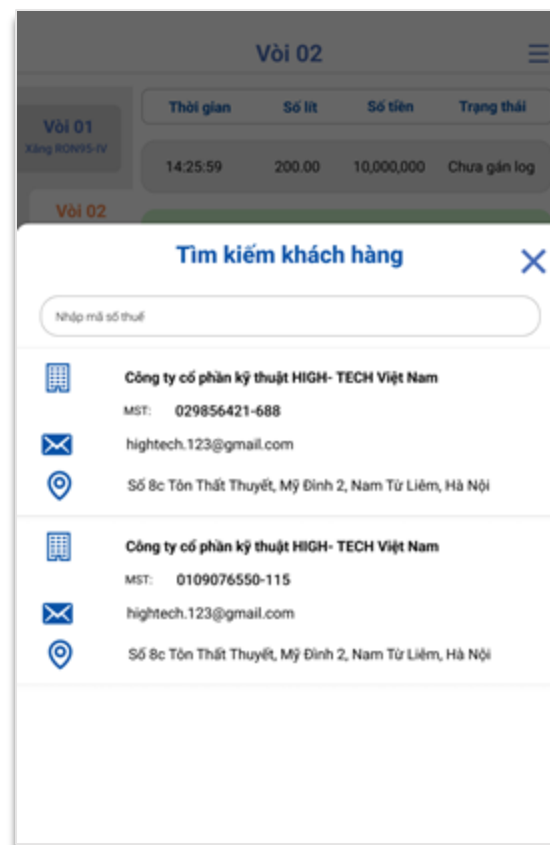 Vòi 02
Thời gian Số lít Số tiền Trạng thái
Vòi 01
Xăng RON95-IV
14:25:59 200.00 10,000,000 Chưa gán log
Vòi 02
Tìm kiếm khách hàng
Nhập mã số thuế
Công ty cổ phần kỹ thuật HIGH- TECH Việt Nam
MST: 029856421-688
hightech.123@gmail.com
Số 8c Tôn Thất Thuyết, Mỹ Đình 2, Nam Từ Liêm, Hà Nội
Công ty cổ phần kỹ thuật HIGH- TECH Việt Nam
MST: 0109076550-115
hightech.123@gmail.com
Số 8c Tôn Thất Thuyết, Mỹ Đình 2, Nam Từ Liêm, Hà Nội